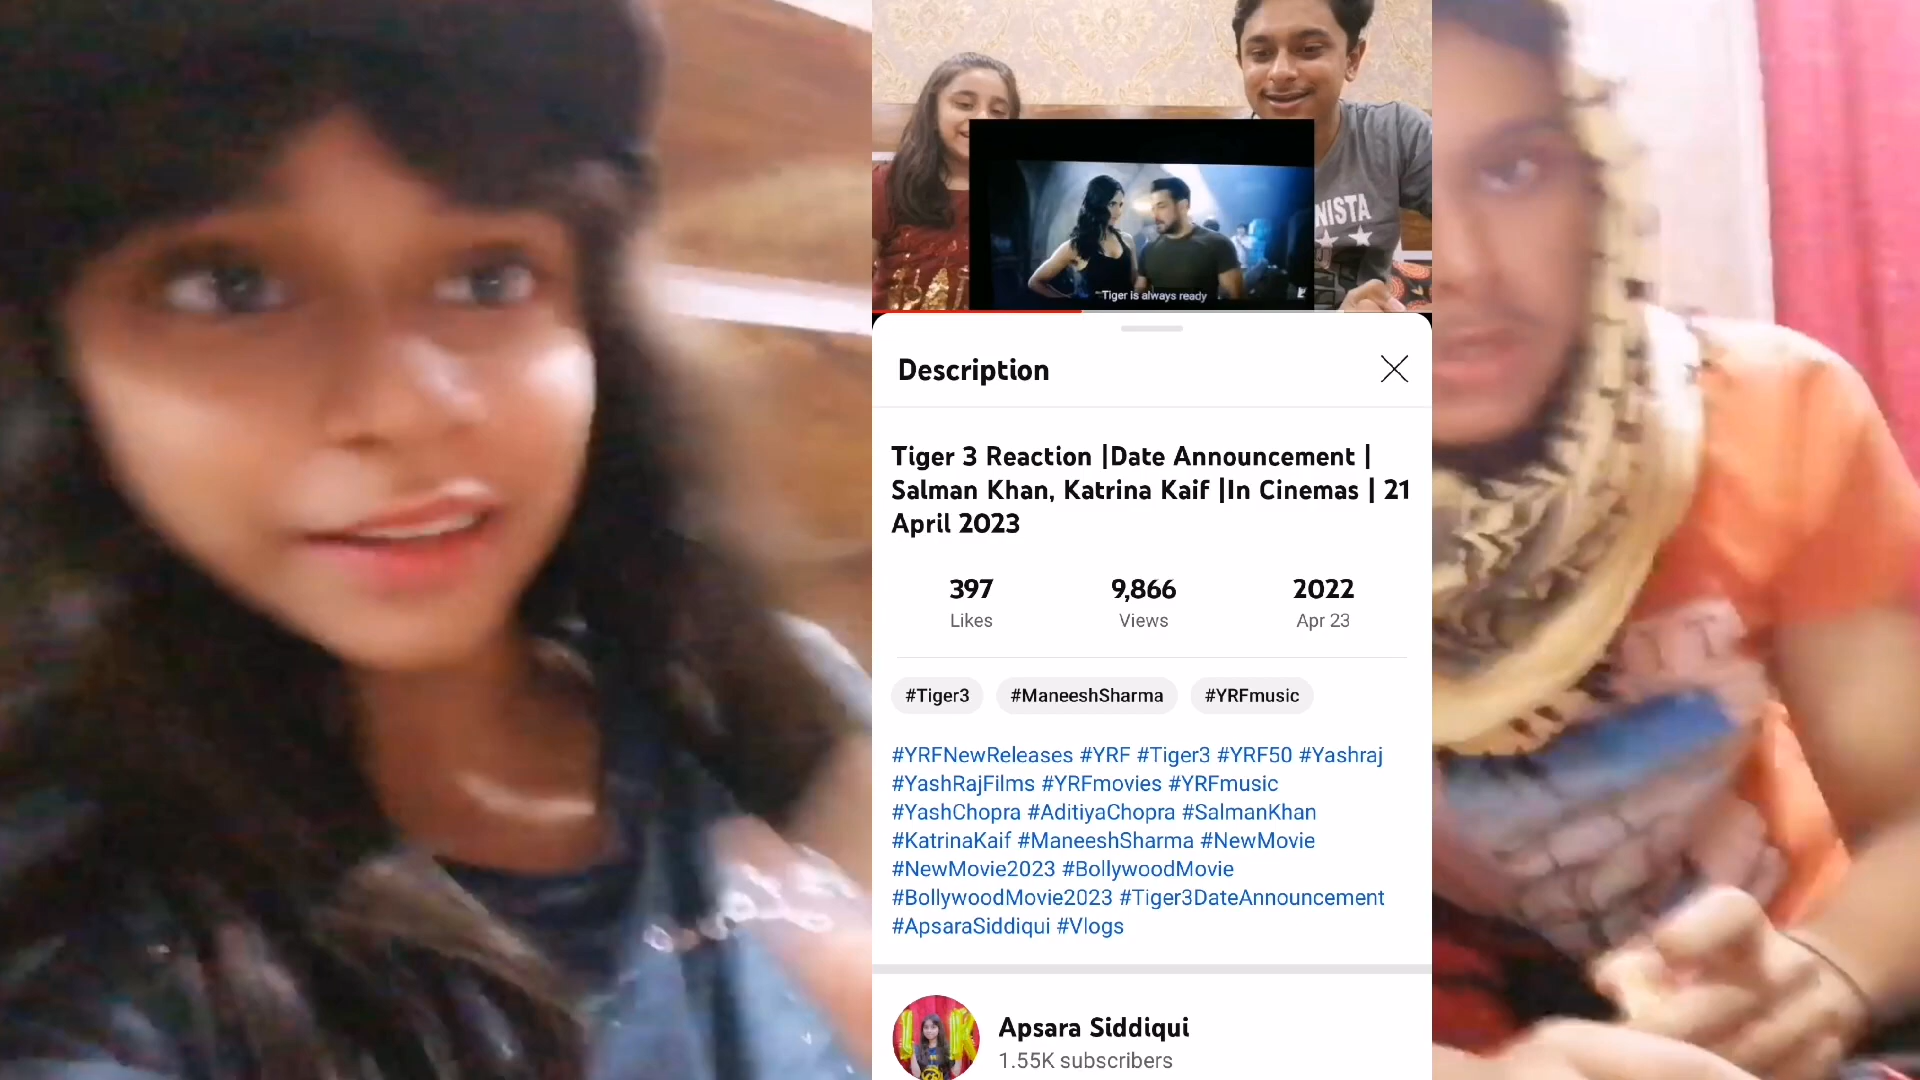 NISTA
Tiger is always ready
Description
Tiger 3 Reaction |Date Announcement |
Salman Khan, Katrina Kaif |In Cinemas | 21
April 2023
397 9,866 2022
Likes Views Apr 23
#Tiger3 #ManeeshSharma #YRFmusic
#YRFNewReleases #YRF #Tiger3 #YRF50 #Yashraj
#YashRajFilms #YRFmovies #YRFmusic
#YashChopra #AditiyaChopra #SalmanKhan
#KatrinaKaif #ManeeshSharma #NewMovie
#NewMovie2023 #BollywoodMovie
#BollywoodMovie2023 #Tiger3DateAnnouncement
#ApsaraSiddiqui #Vlogs
Apsara Siddiqui
1.55K subscribers